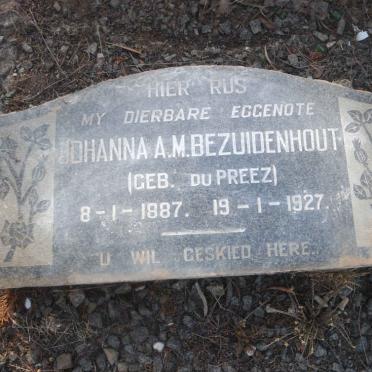 HIER RUS
MY DIERBARE EGGENOTE
JOHANNA A.M. BEZUIDENHOUT
(GEB. DU PREEZ)
8-1-1887. 19-1-1927.
U WIL GESKIED HERE.